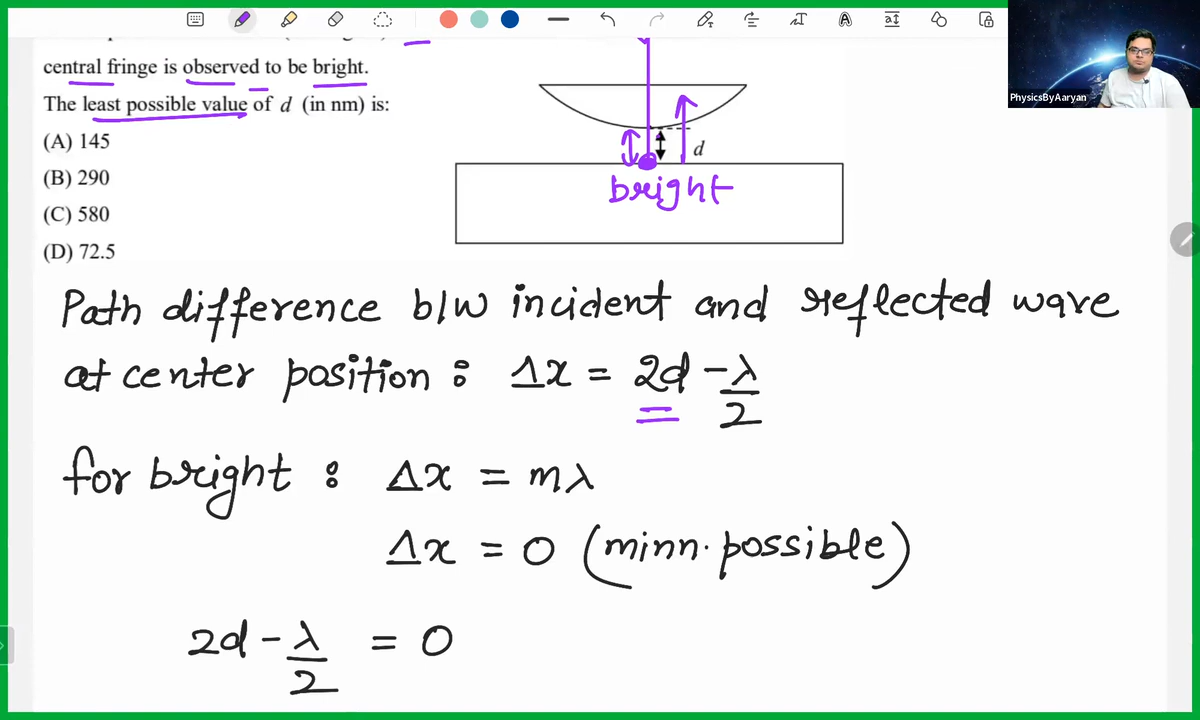 central fringe is observed to be bright.
The least possible value of d (in nm) is:
(A) 145
(B) 290
(C) 580
(D) 72.5
d
bright
PhysicsByAaryan
Path difference b/w incident and reflected wave
at center position : Δx = 2d - λ/2
for bright : Δx = mλ
Δx = 0 (minn. possible)
2d - λ/2 = 0